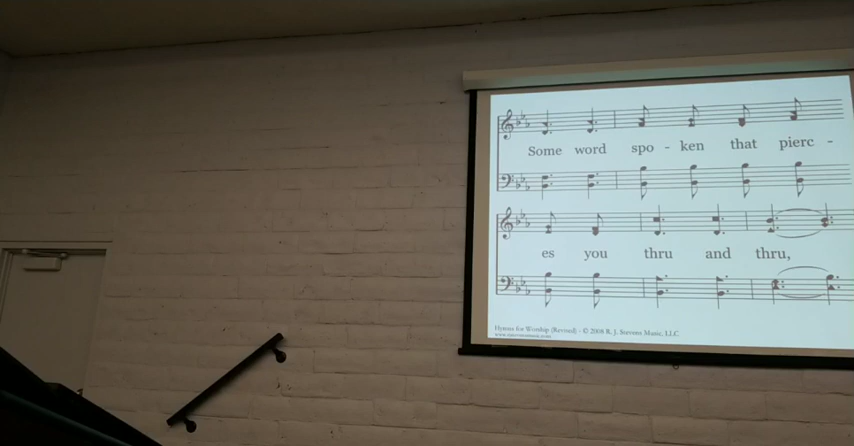 Some word spo - ken that pierc -
es you thru and thru,
Hymns for Worship (Revised) - © 2008 R. J. Stevens Music, LLC